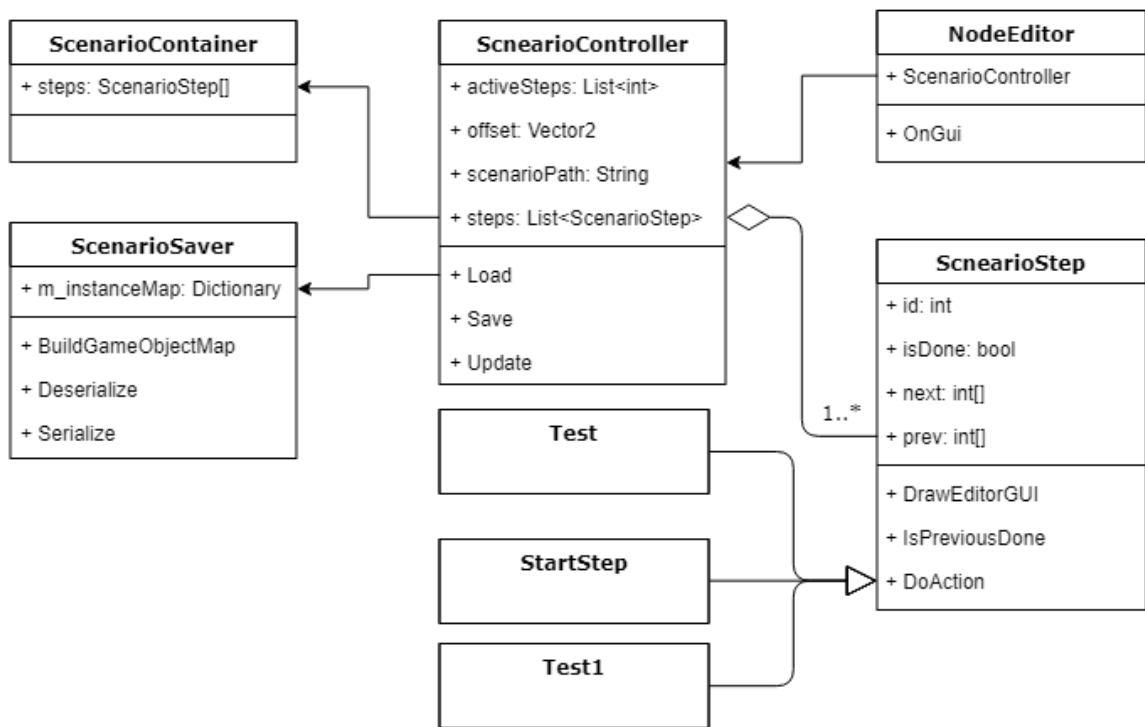 ScenarioContainer
+ steps: ScenarioStep[]
ScenarioSaver
+ m_instanceMap: Dictionary
+ BuildGameObjectMap
+ Deserialize
+ Serialize
ScnearioController
+ activeSteps: List<int>
+ offset: Vector2
+ scenarioPath: String
+ steps: List<ScenarioStep>
+ Load
+ Save
+ Update
NodeEditor
+ ScenarioController
+ OnGui
ScnearioStep
+ id: int
+ isDone: bool
+ next: int[]
+ prev: int[]
+ DrawEditorGUI
+ IsPreviousDone
+ DoAction
1..*
Test
StartStep
Test1